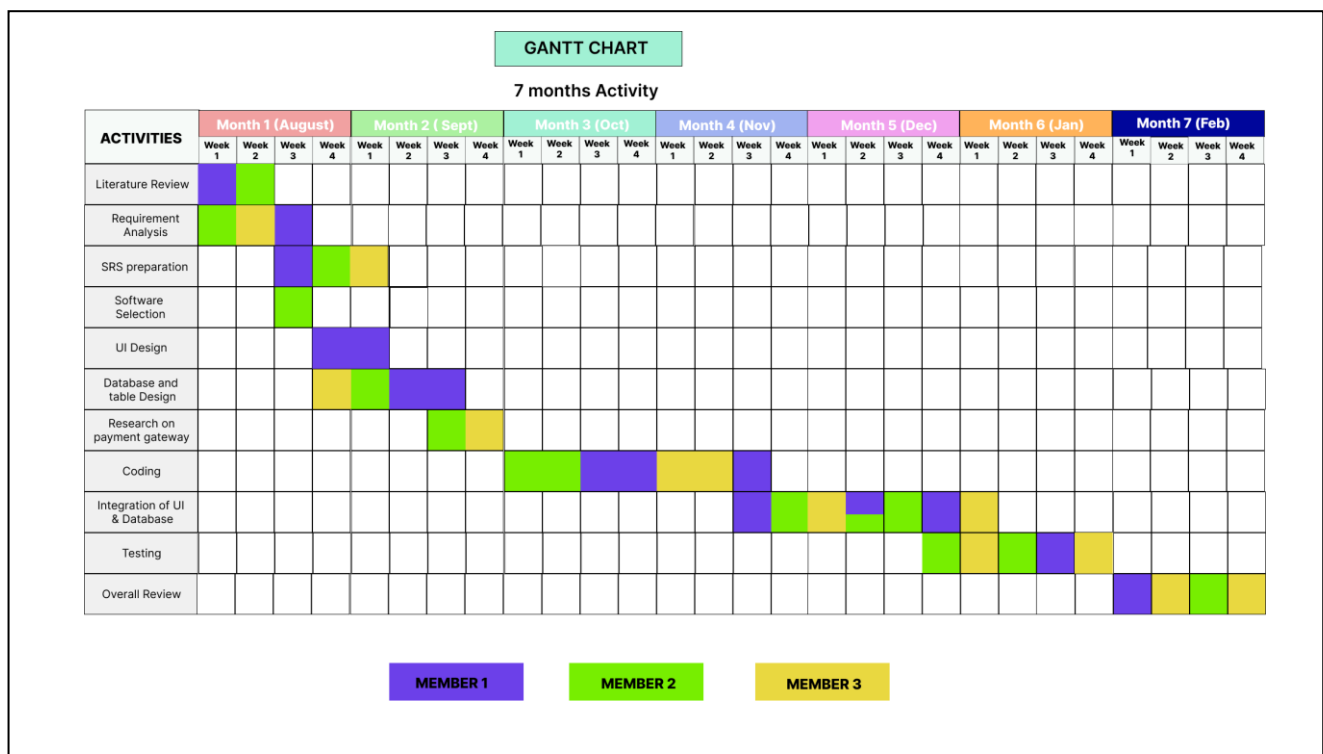 GANTT CHART
7 months Activity
ACTIVITIES
Month 1 (August)
Month 2 ( Sept)
Month 3 (Oct)
Month 4 (Nov)
Month 5 (Dec)
Month 6 (Jan)
Month 7 (Feb)
Week 1
Week 2
Week 3
Week 4
Week 1
Week 2
Week 3
Week 4
Week 1
Week 2
Week 3
Week 4
Week 1
Week 2
Week 3
Week 4
Week 1
Week 2
Week 3
Week 4
Week 1
Week 2
Week 3
Week 4
Week 1
Week 2
Week 3
Week 4
Literature Review
Requirement
Analysis
SRS preparation
Software
Selection
UI Design
Database and
table Design
Research on
payment gateway
Coding
Integration of UI
& Database
Testing
Overall Review
MEMBER 1
MEMBER 2
MEMBER 3